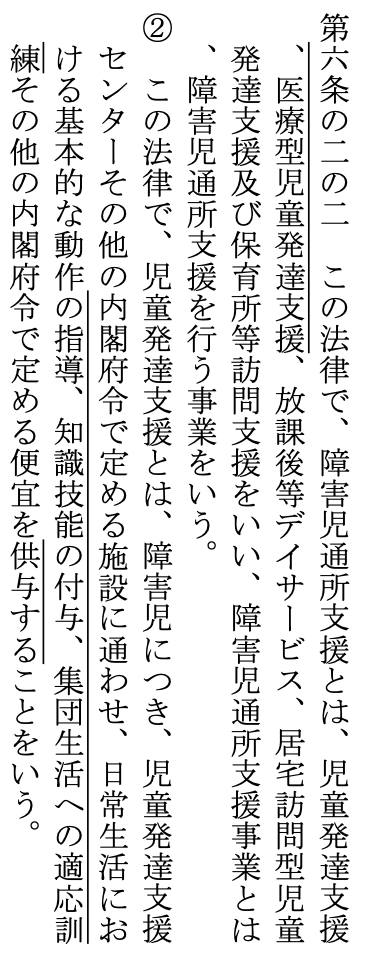 第六条の二の二　この法律で、障害児通所支援とは、児童発達支援
、医療型児童発達支援、放課後等デイサービス、居宅訪問型児童
発達支援及び保育所等訪問支援をいい、障害児通所支援事業とは
、障害児通所支援を行う事業をいう。
②　この法律で、児童発達支援とは、障害児につき、児童発達支援
センターその他の内閣府令で定める施設に通わせ、日常生活にお
ける基本的な動作の指導、知識技能の付与、集団生活への適応訓
練その他の内閣府令で定める便宜を供与することをいう。